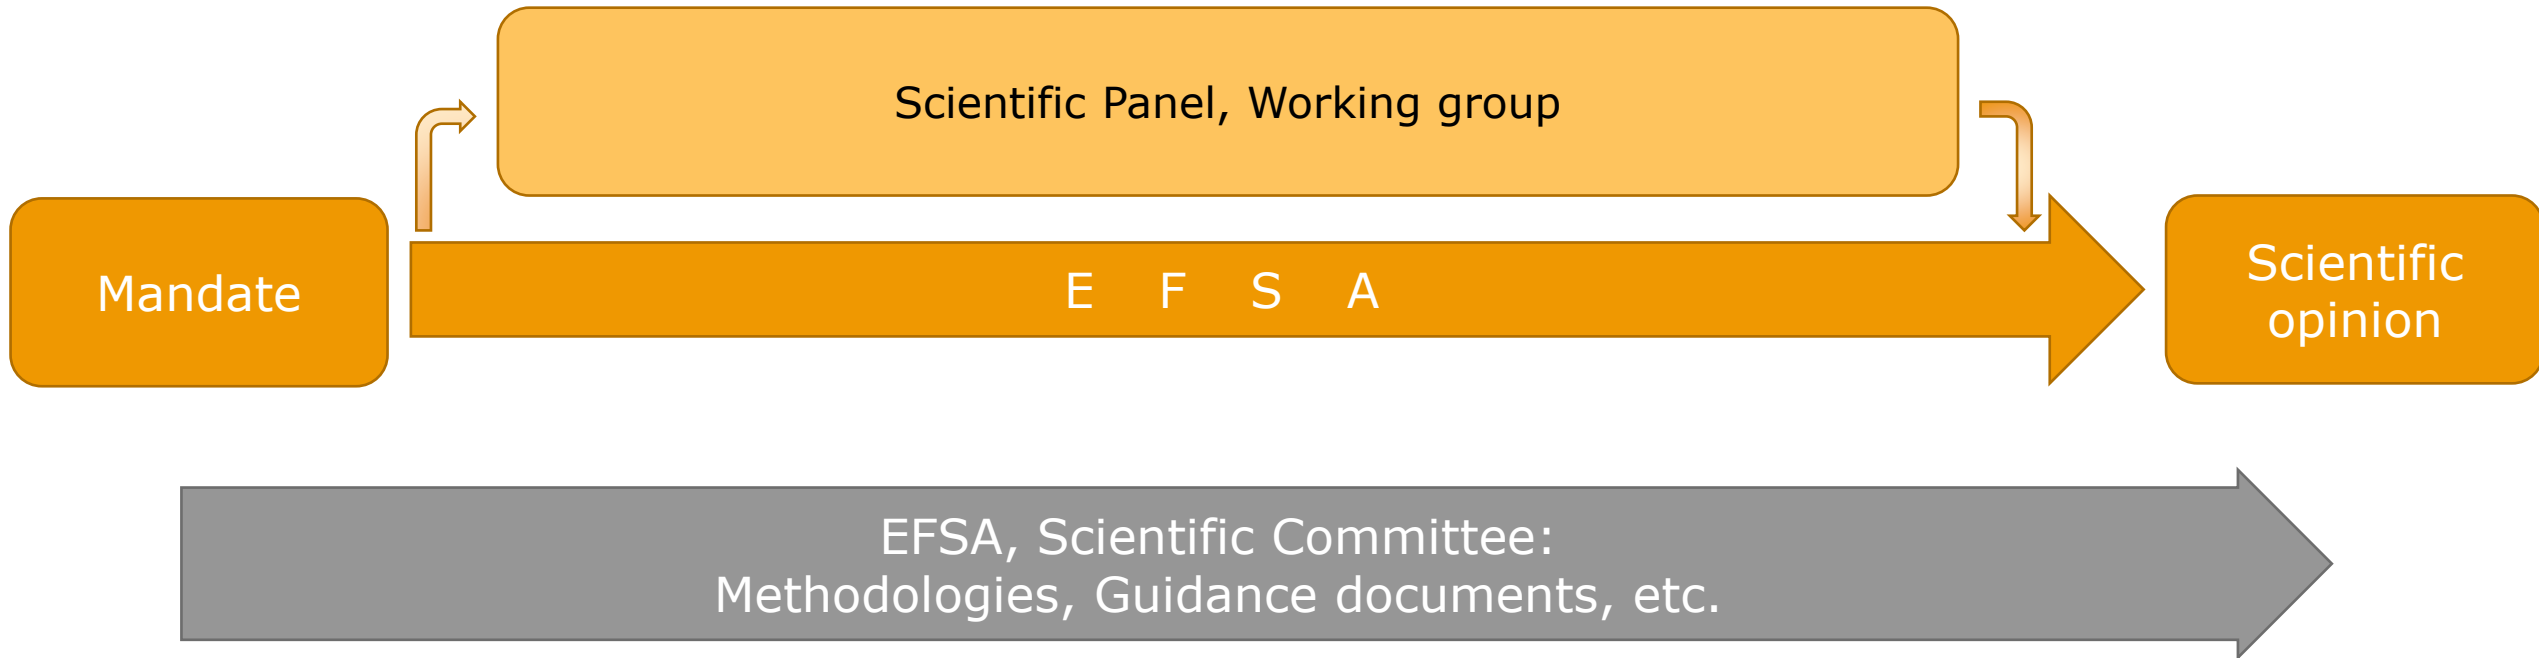 Scientific Panel, Working group
Mandate
E F S A
Scientific
opinion
EFSA, Scientific Committee:
Methodologies, Guidance documents, etc.